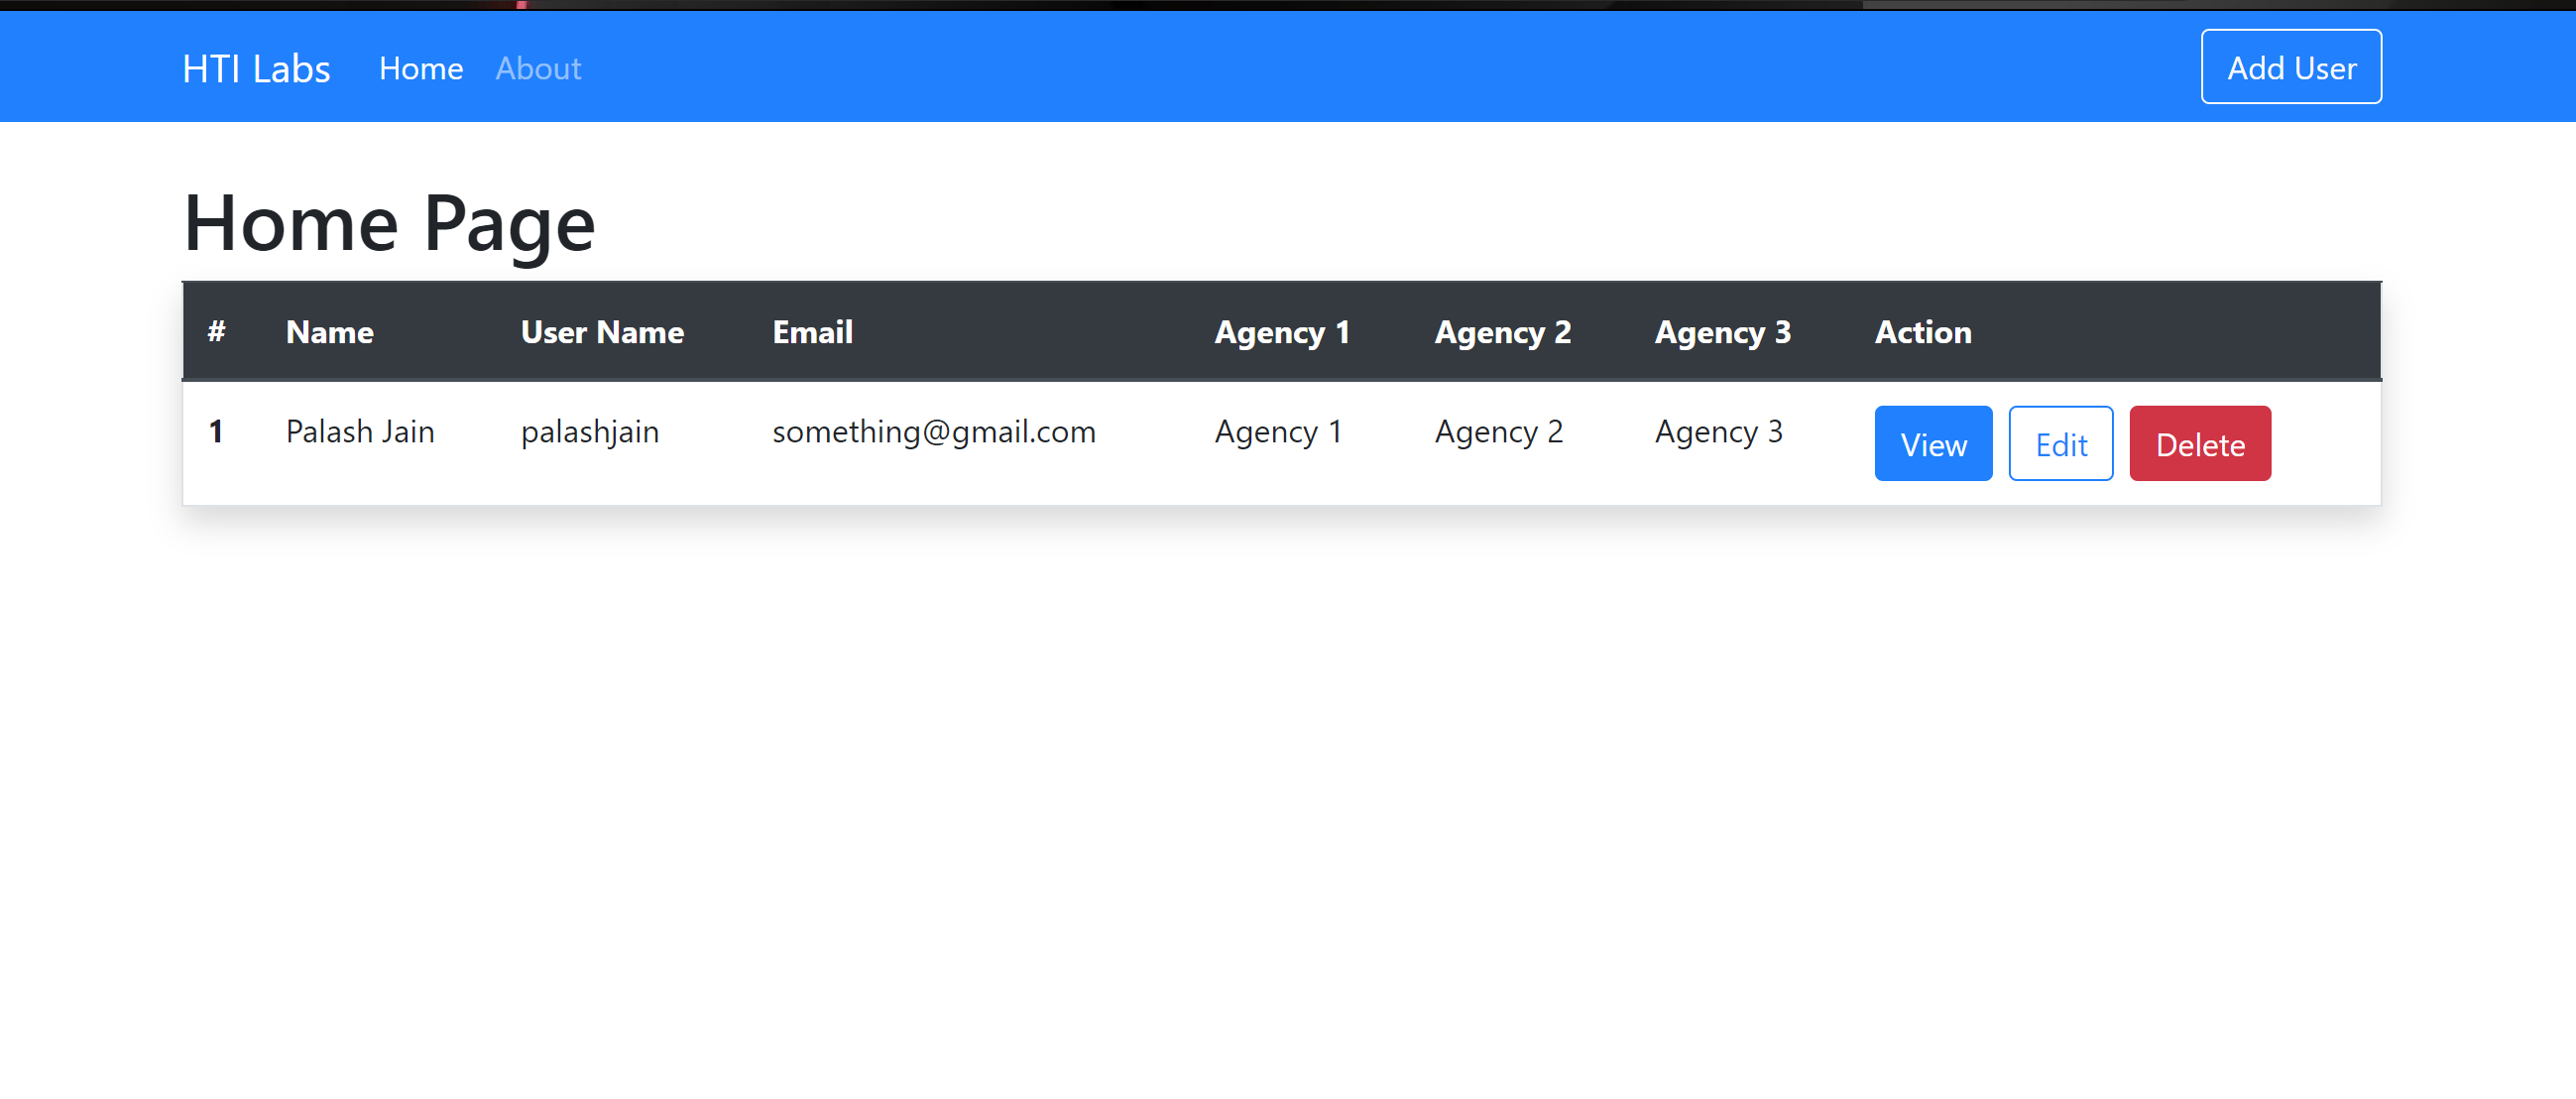 HTI Labs Home About Add User
Home Page
# Name User Name Email Agency 1 Agency 2 Agency 3 Action
1 Palash Jain palashjain something@gmail.com Agency 1 Agency 2 Agency 3 View Edit Delete